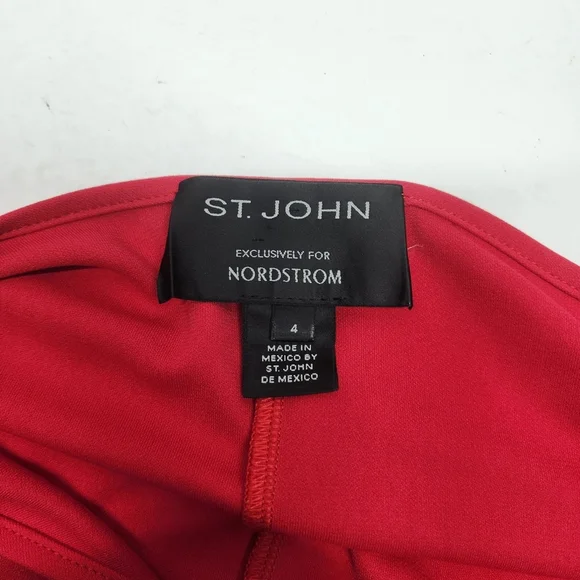 ST. JOHN
EXCLUSIVELY FOR
NORDSTROM
4
MADE IN
MEXICO BY
ST. JOHN
DE MEXICO